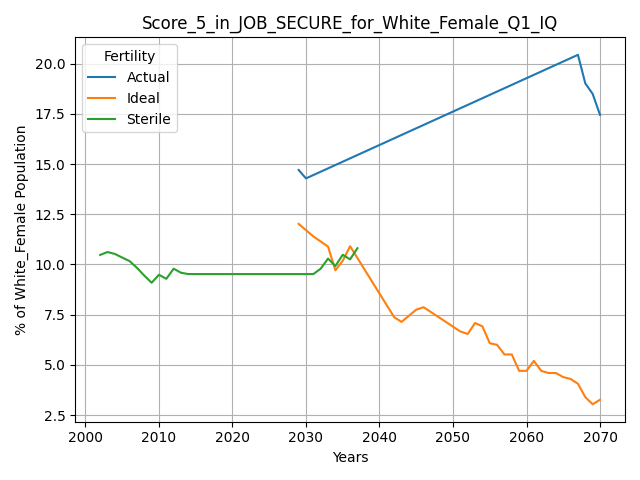 Score_5_in_JOB_SECURE_for_White_Female_Q1_IQ
Fertility
Actual
Ideal
Sterile
% of White_Female Population
20.0
17.5
15.0
12.5
10.0
7.5
5.0
2.5
2000 2010 2020 2030 2040 2050 2060 2070
Years